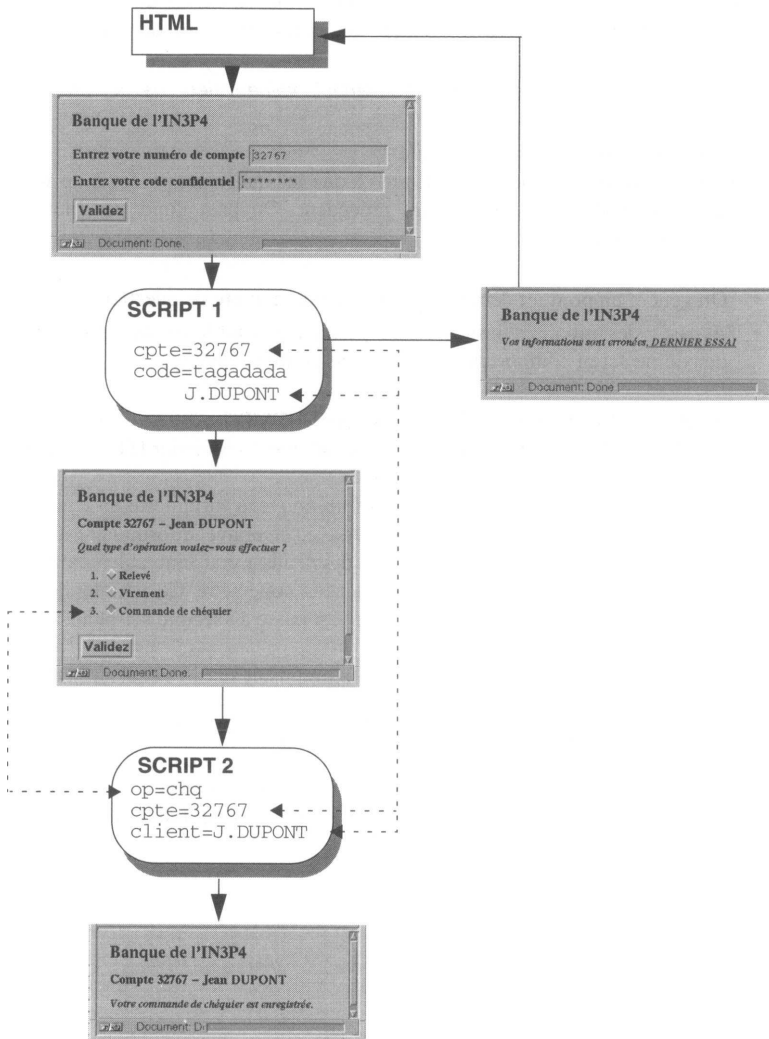 HTML
Banque de l'IN3P4
Entrez votre numéro de compte 32767
Entrez votre code confidentiel ********
Validez
Document: Done.
SCRIPT 1
cpte=32767
code=tagadada
J.DUPONT
Banque de l'IN3P4
Vos informations sont erronées, DERNIER ESSAI
Document: Done
Banque de l'IN3P4
Compte 32767 – Jean DUPONT
Quel type d'opération voulez-vous effectuer ?
1. Relevé
2. Virement
3. Commande de chéquier
Validez
Document: Done
SCRIPT 2
op=chq
cpte=32767
client=J.DUPONT
Banque de l'IN3P4
Compte 32767 – Jean DUPONT
Votre commande de chéquier est enregistrée.
Document: D